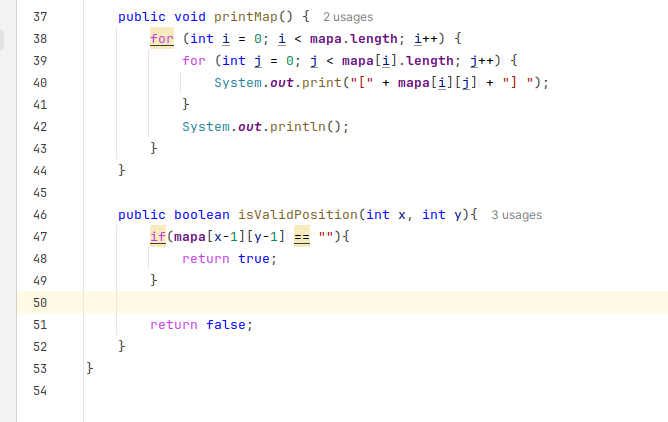 37 public void printMap() { 2 usages
38 for (int i = 0; i < mapa.length; i++) {
39 for (int j = 0; j < mapa[i].length; j++) {
40 System.out.print("[" + mapa[i][j] + "] ");
41 }
42 System.out.println();
43 }
44 }
45
46 public boolean isValidPosition(int x, int y){ 3 usages
47 if(mapa[x-1][y-1] == ""){
48 return true;
49 }
50
51 return false;
52 }
53 }
54